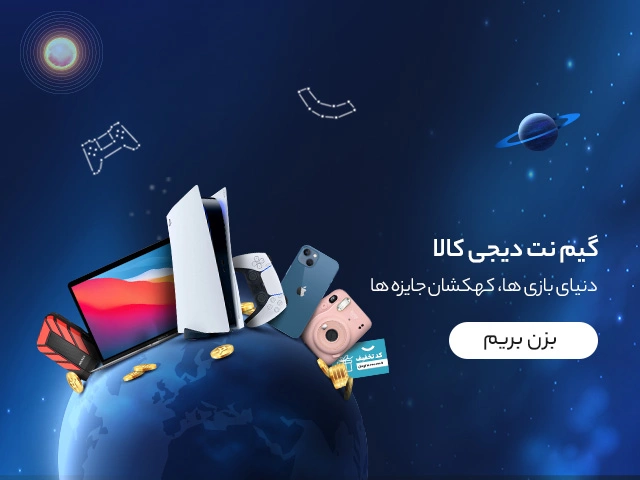 گیم نت دیجی کالا
دنیای بازی ها، کهکشان جایزه ها
بزن بریم
کد تخفیف